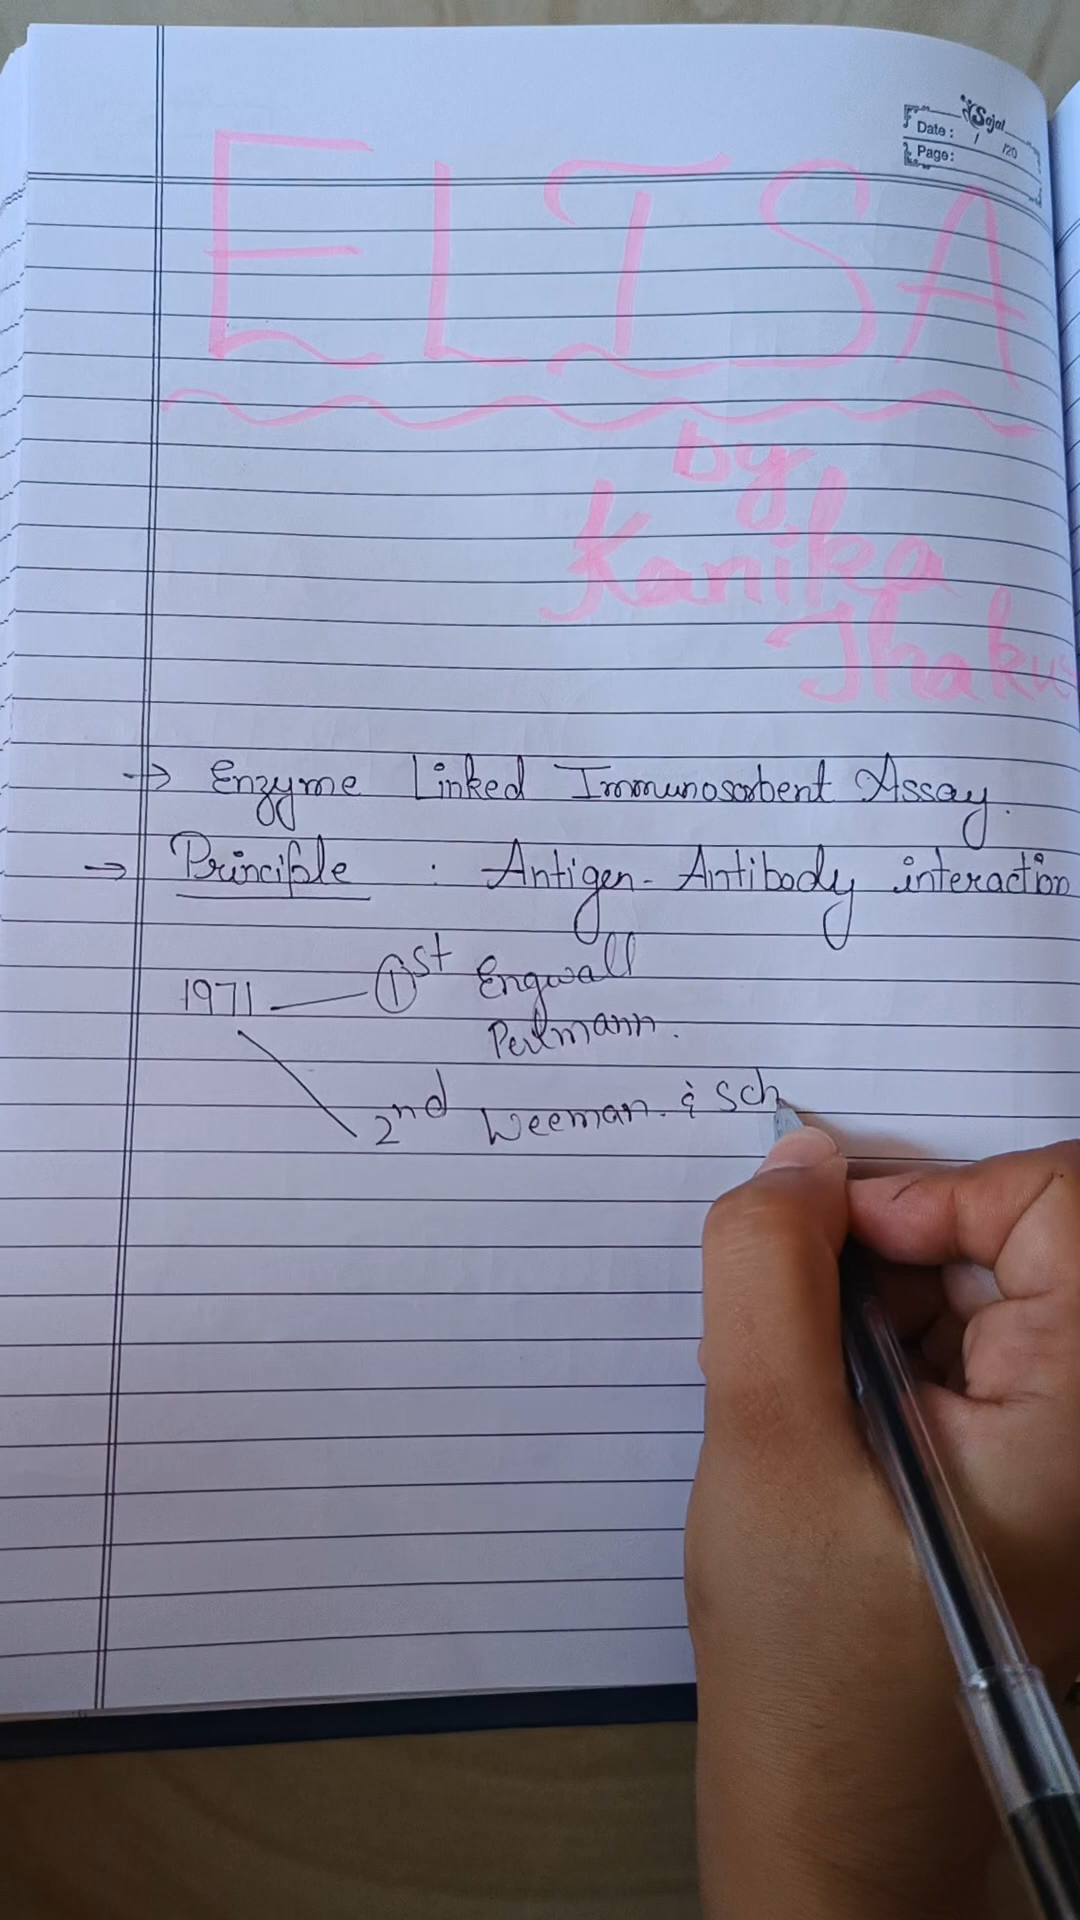 Sajal
Date : / /20
Page:
ELISA
by
Kanika
Thakur
→ Enzyme Linked Immunosorbent Assay.
→ Principle : Antigen-Antibody interaction
1971 — 1st Engwall
Perlmann.
2nd Weeman. & Sch